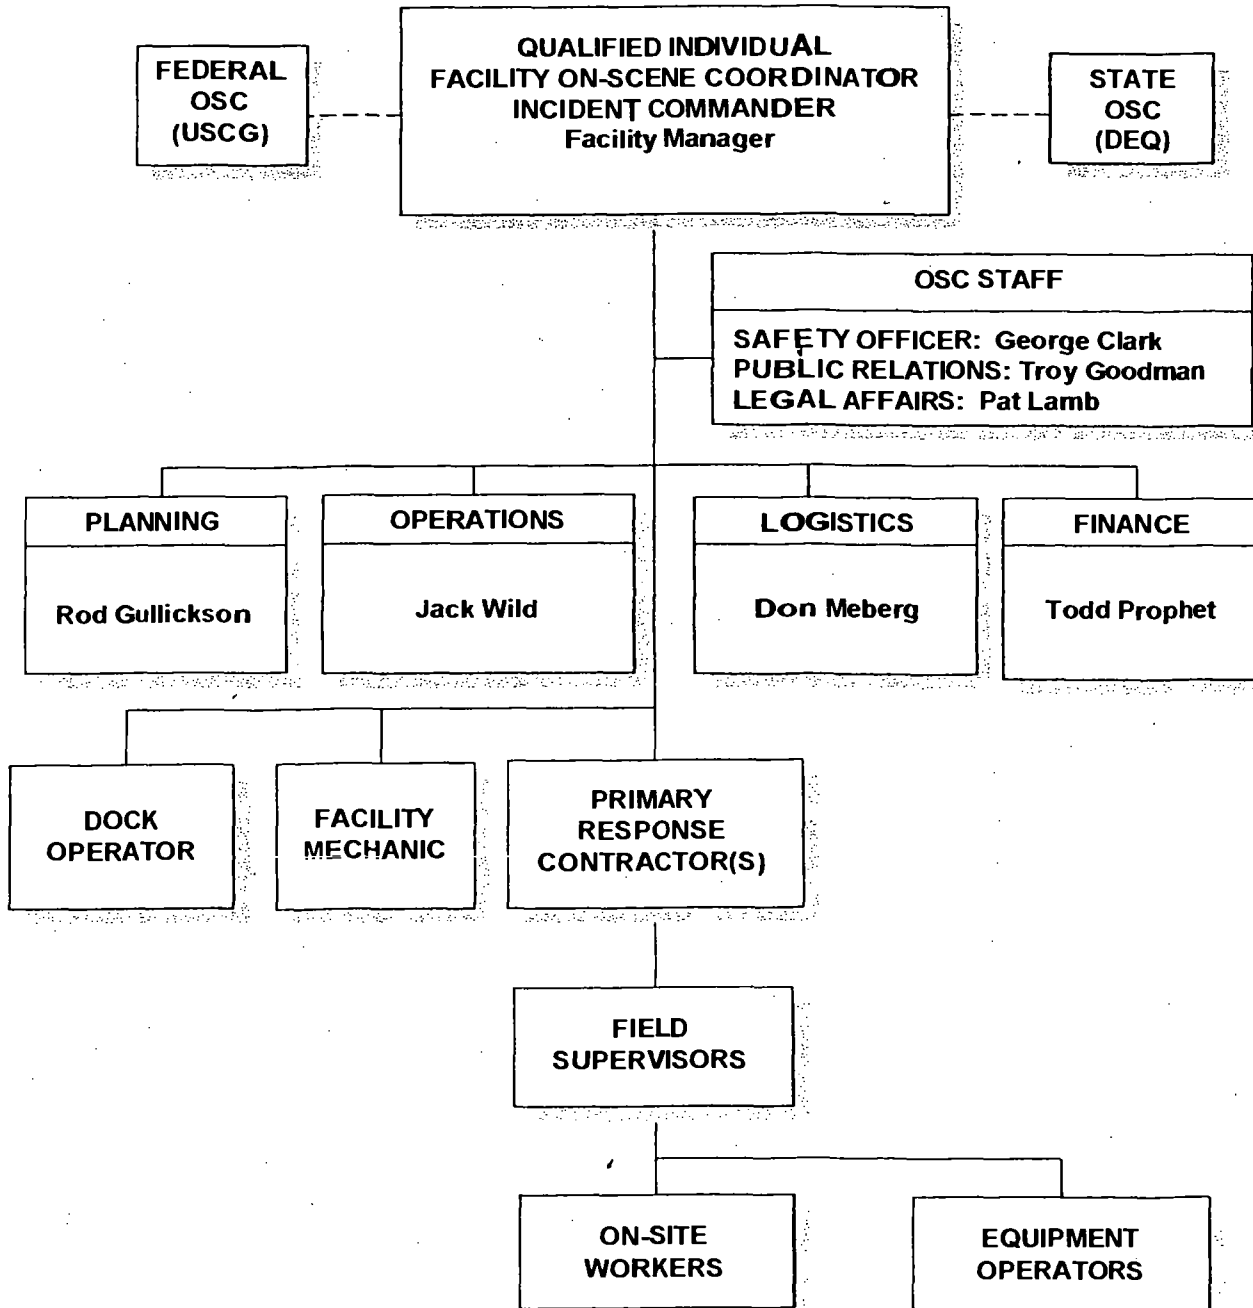 FEDERAL
OSC
(USCG)
QUALIFIED INDIVIDUAL
FACILITY ON-SCENE COORDINATOR
INCIDENT COMMANDER
Facility Manager
STATE
OSC
(DEQ)
OSC STAFF
SAFETY OFFICER: George Clark
PUBLIC RELATIONS: Troy Goodman
LEGAL AFFAIRS: Pat Lamb
PLANNING
Rod Gullickson
OPERATIONS
Jack Wild
LOGISTICS
Don Meberg
FINANCE
Todd Prophet
DOCK
OPERATOR
FACILITY
MECHANIC
PRIMARY
RESPONSE
CONTRACTOR(S)
FIELD
SUPERVISORS
ON-SITE
WORKERS
EQUIPMENT
OPERATORS